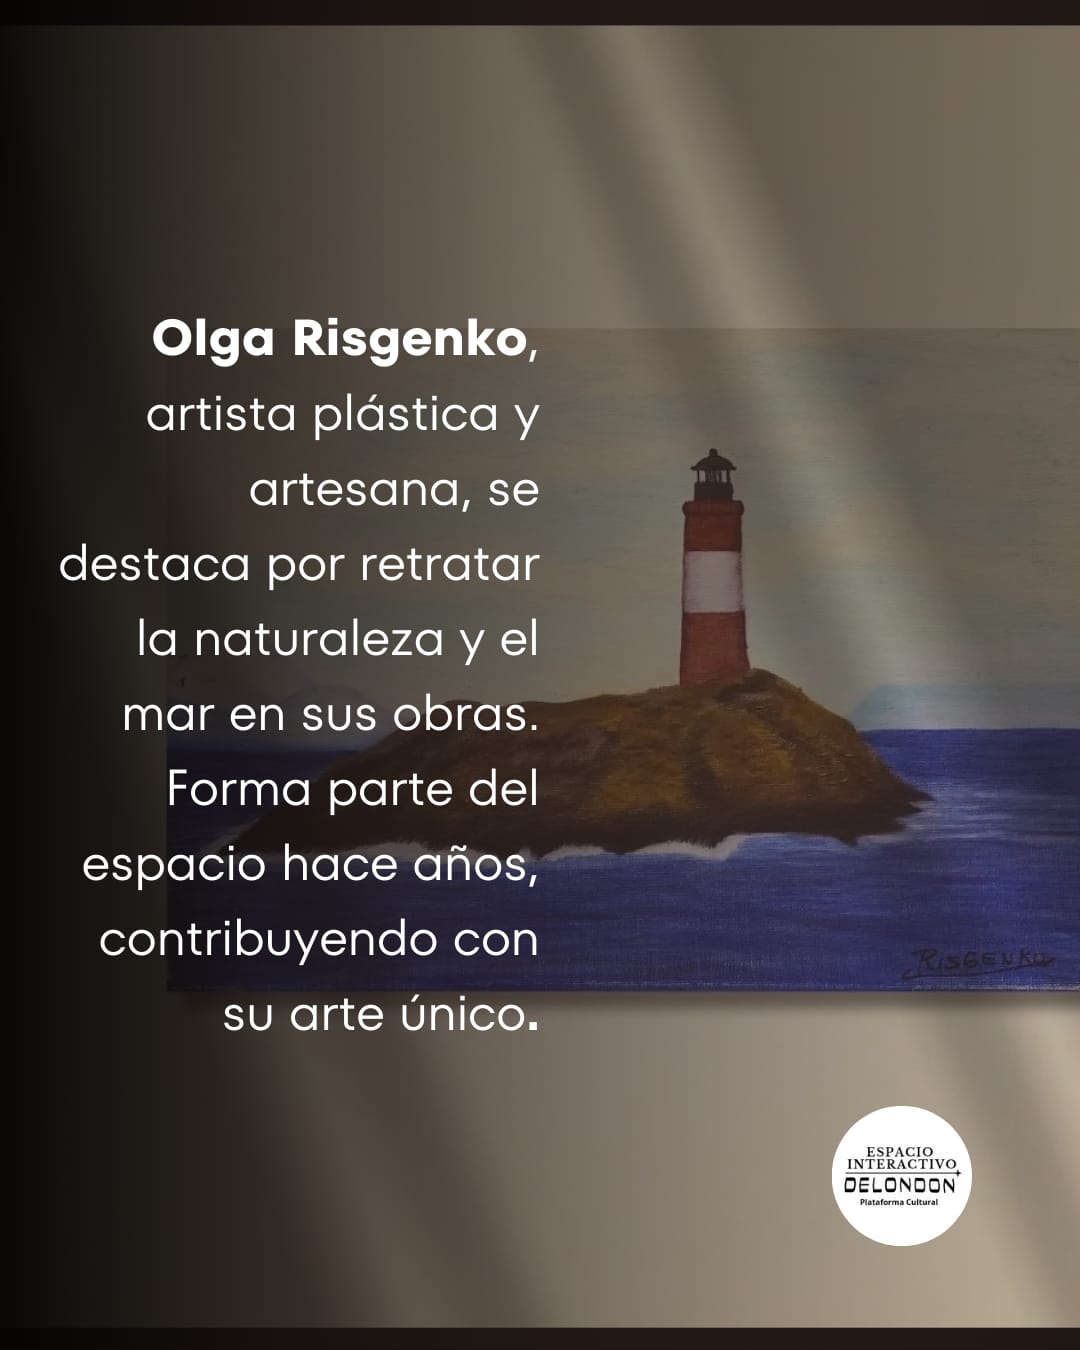 Olga Risgenko,
artista plástica y
artesana, se
destaca por retratar
la naturaleza y el
mar en sus obras.
Forma parte del
espacio hace años,
contribuyendo con
su arte único.
RISGENKO
ESPACIO
INTERACTIVO
DELONDON
Plataforma Cultural